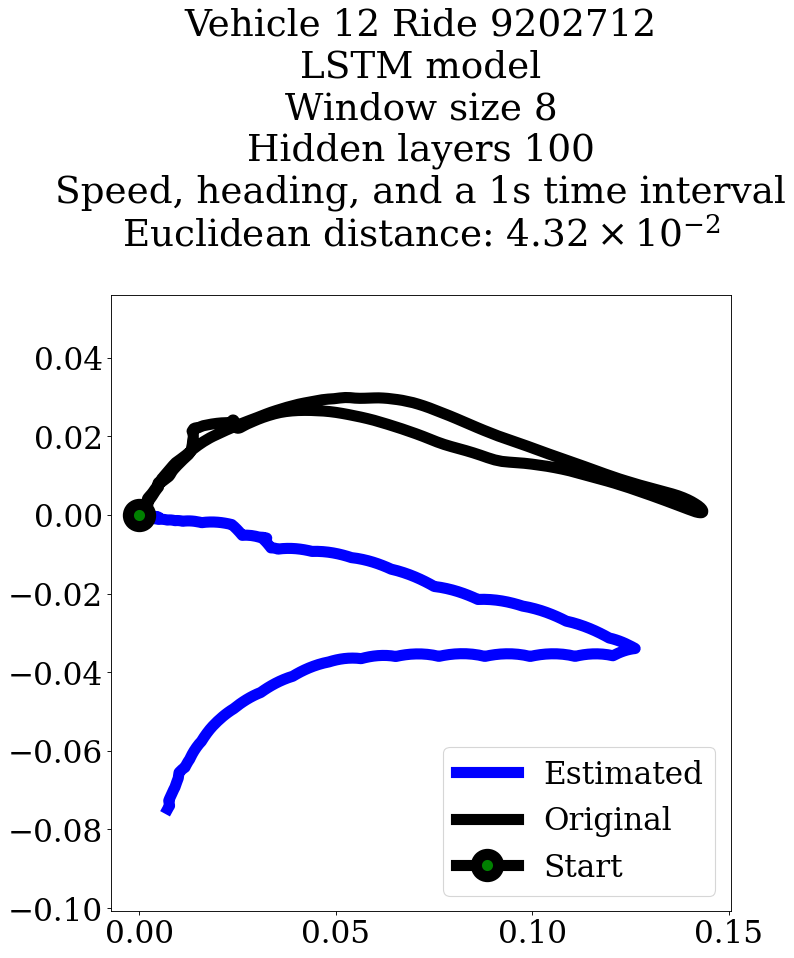 Vehicle 12 Ride 9202712
LSTM model
Window size 8
Hidden layers 100
Speed, heading, and a 1s time interval
Euclidean distance: 4.32 × 10⁻²
0.04
0.02
0.00
−0.02
−0.04
−0.06
−0.08
−0.10
Estimated
Original
Start
0.00 0.05 0.10 0.15